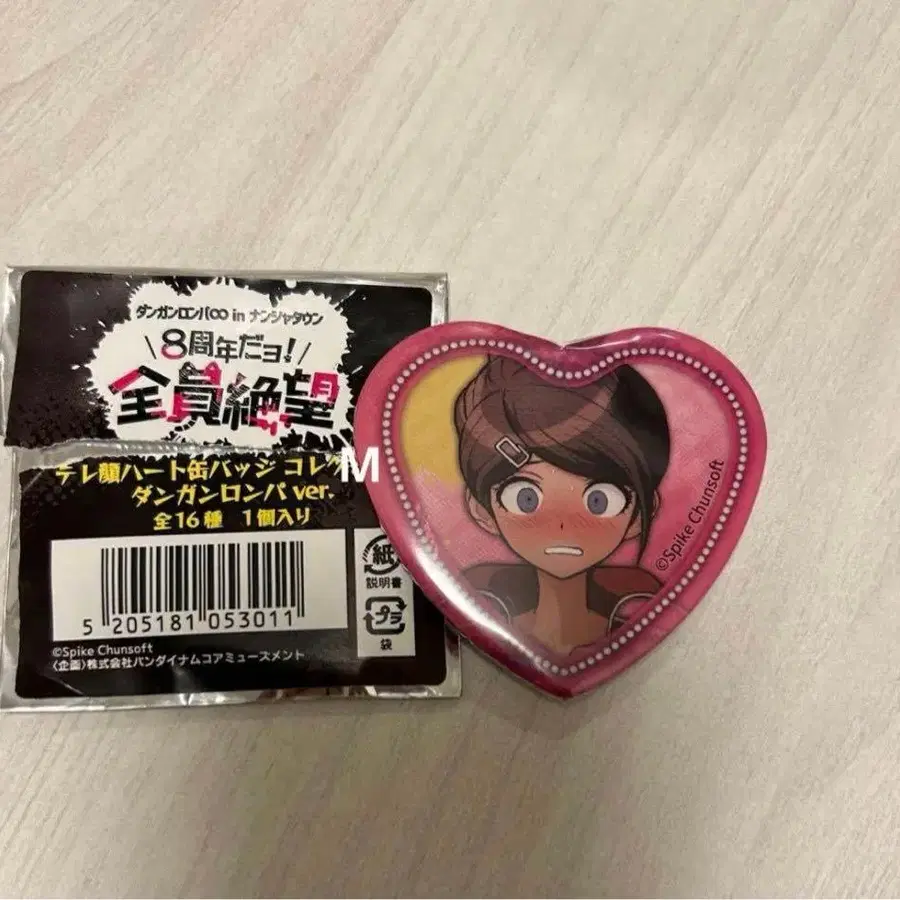 ダンガンロンパ∞ in ナンジャタウン
\8周年だョ!/
全員絶望
テレ顔ハート缶バッジ コレク
M
ダンガンロンパ ver.
全16種 1個入り
5 205181 053011
紙
説明書
プラ
袋
©Spike Chunsoft
〈企画〉株式会社バンダイナムコアミューズメント
©Spike Chunsoft